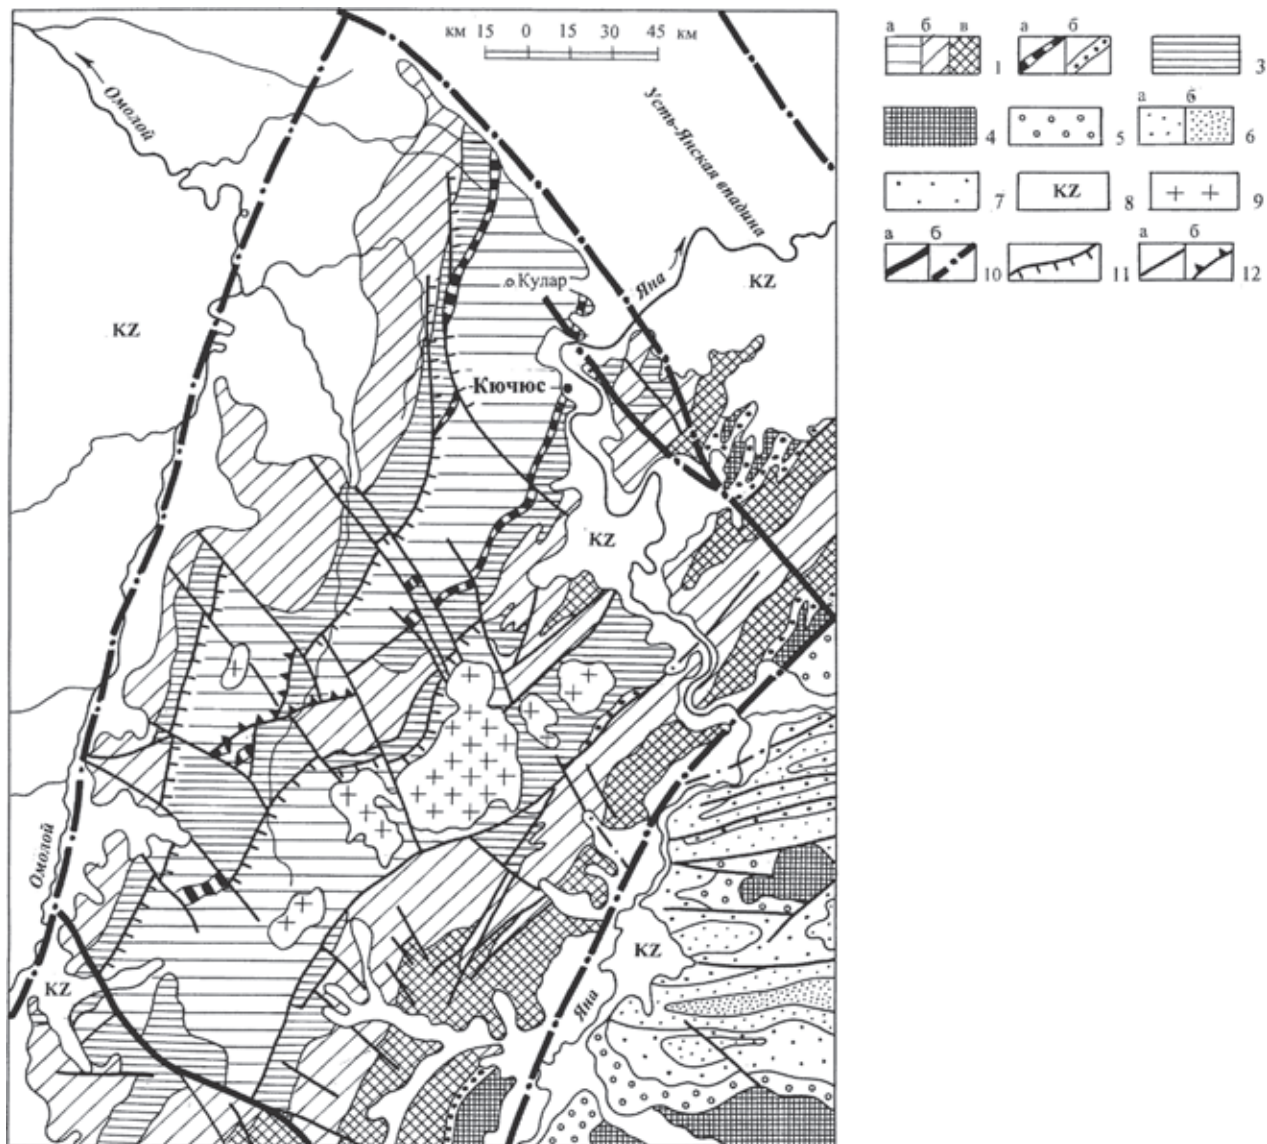 км 15 0 15 30 45 км
Омолой
Усть-Янская впадина
Яна
KZ
Кулар
KZ
Кючюс
KZ
Омолой
KZ
KZ
Яна
а б в
1
а б
2
3
4
5
а б
6
7
KZ
8
9
а б
10
11
а б
12